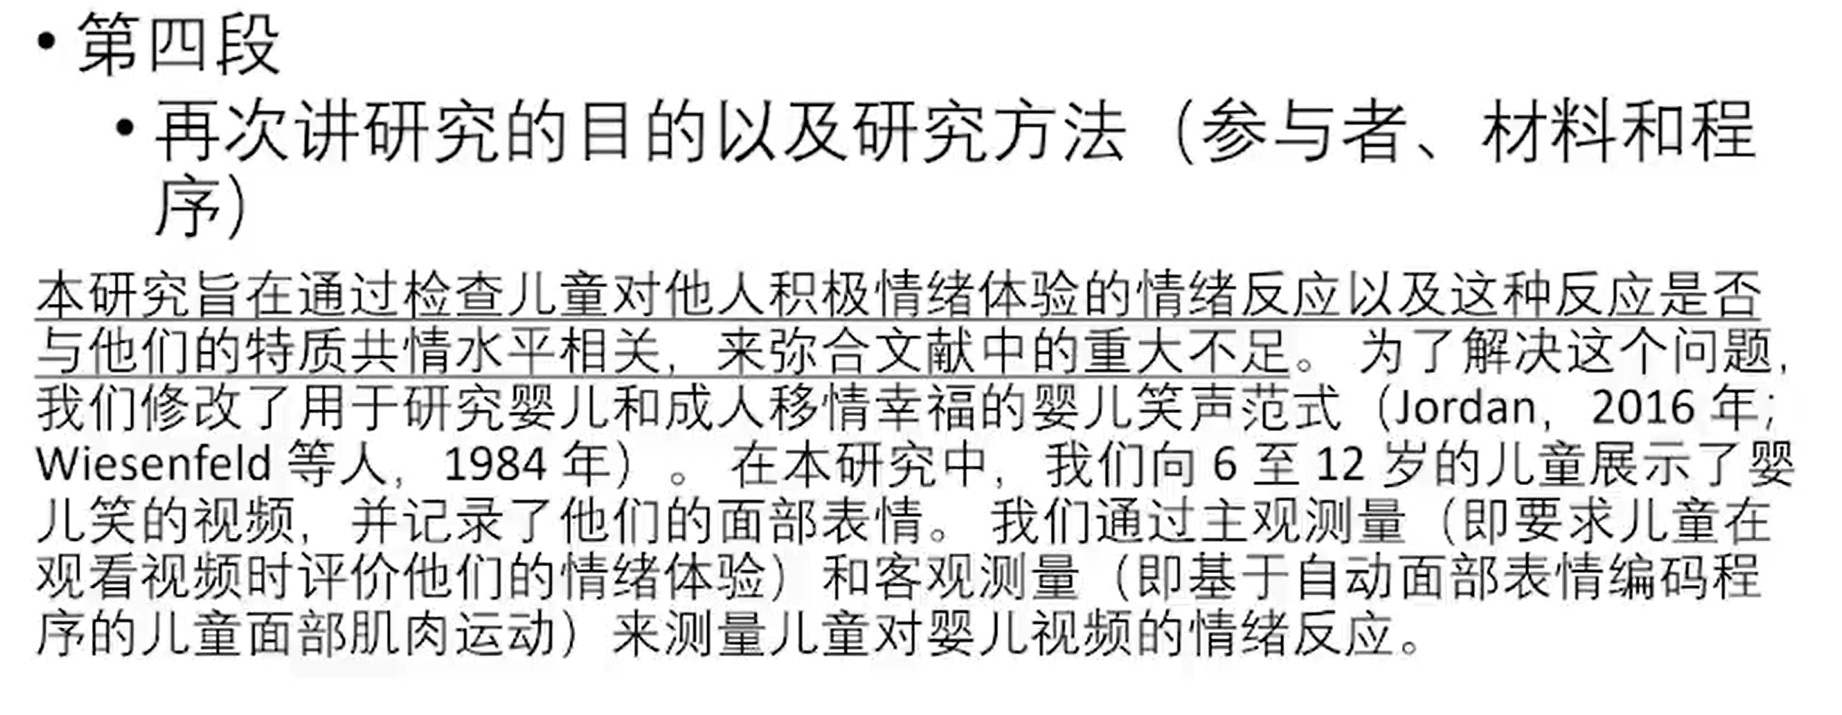 • 第四段
• 再次讲研究的目的以及研究方法（参与者、材料和程
序）
本研究旨在通过检查儿童对他人积极情绪体验的情绪反应以及这种反应是否
与他们的特质共情水平相关，来弥合文献中的重大不足。 为了解决这个问题，
我们修改了用于研究婴儿和成人移情幸福的婴儿笑声范式（Jordan，2016 年；
Wiesenfeld 等人，1984 年）。 在本研究中，我们向 6 至 12 岁的儿童展示了婴
儿笑的视频，并记录了他们的面部表情。 我们通过主观测量（即要求儿童在
观看视频时评价他们的情绪体验）和客观测量（即基于自动面部表情编码程
序的儿童面部肌肉运动）来测量儿童对婴儿视频的情绪反应。